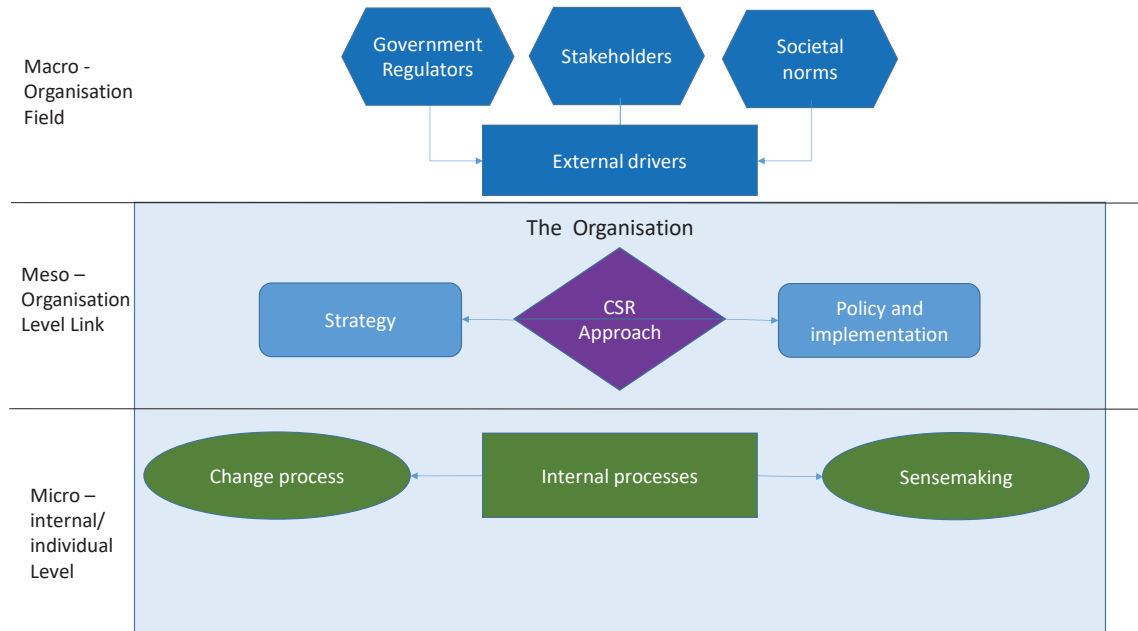 Macro -
Organisation
Field
Government
Regulators
Stakeholders
Societal
norms
External drivers
The Organisation
Meso –
Organisation
Level Link
Strategy
CSR
Approach
Policy and
implementation
Micro –
internal/
individual
Level
Change process
Internal processes
Sensemaking